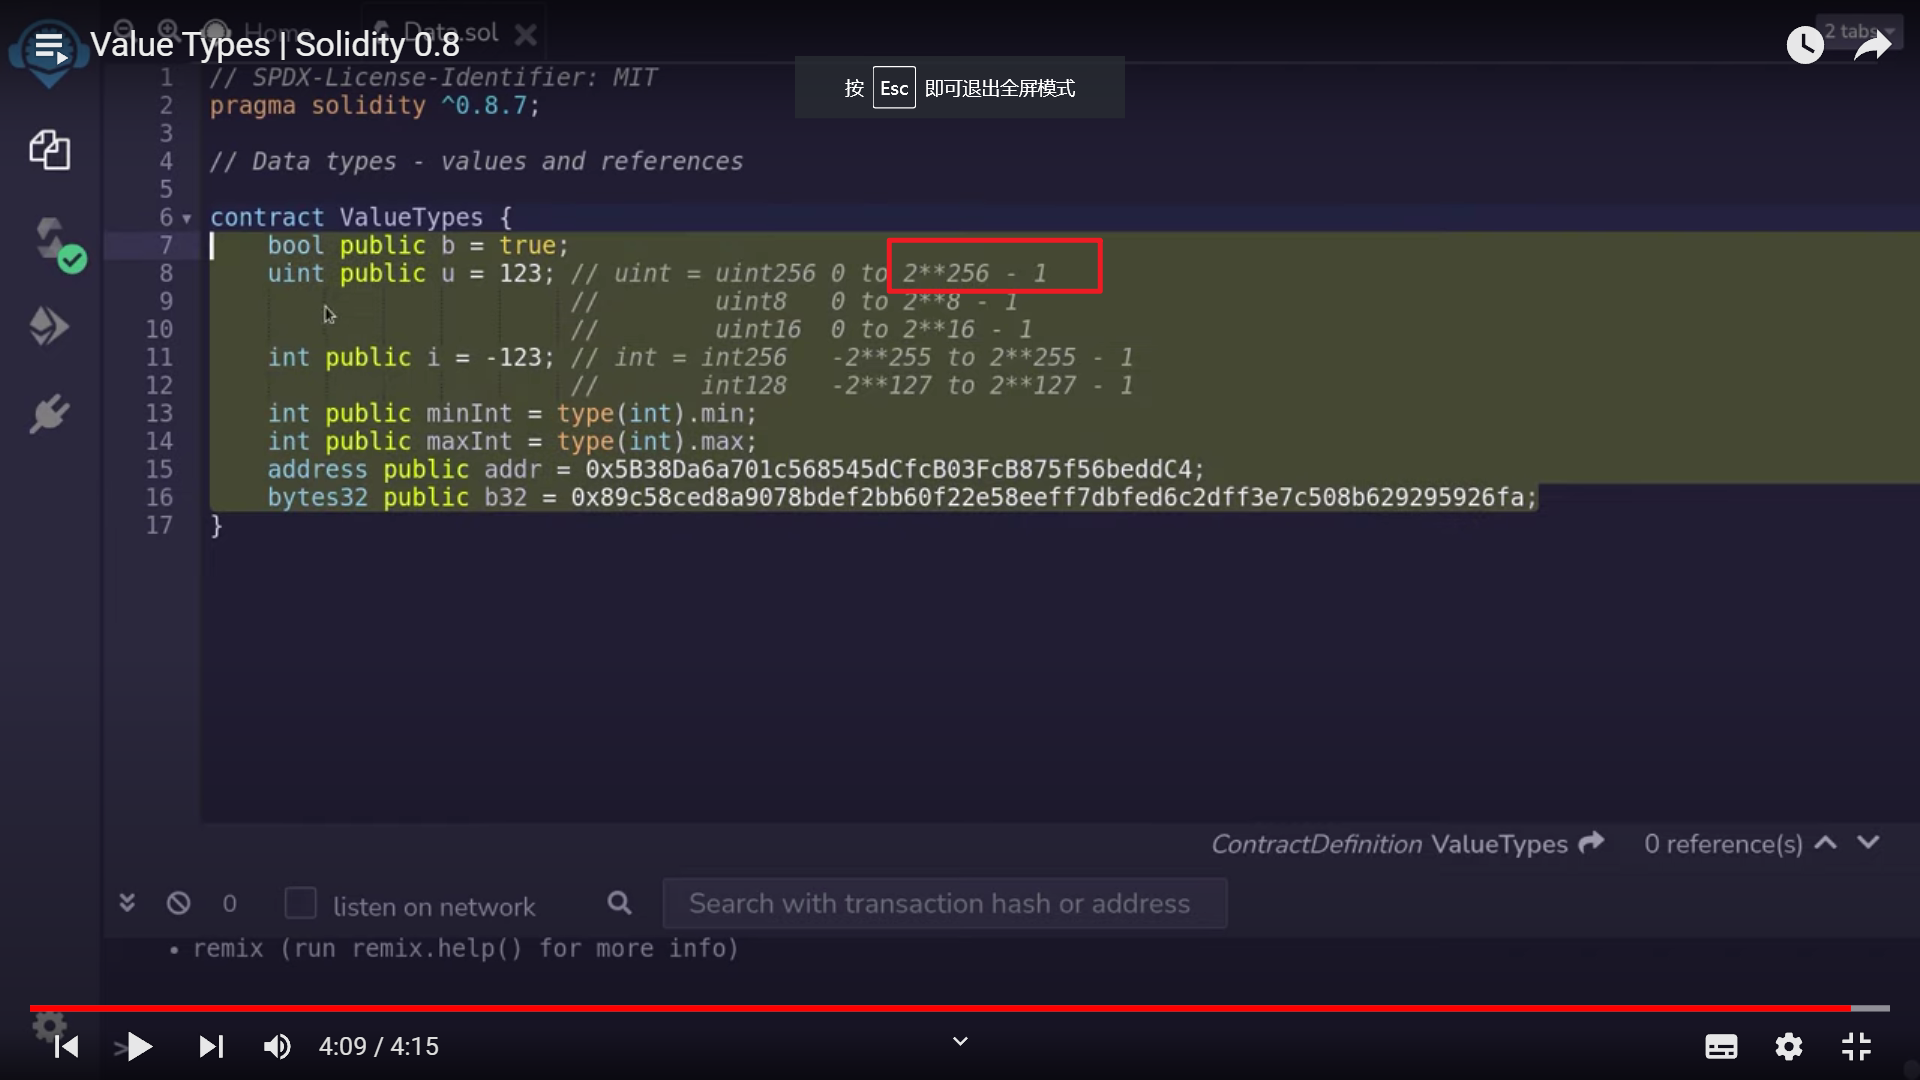 Home
Data.sol
2 tabs
Value Types | Solidity 0.8
按 Esc 即可退出全屏模式
1 // SPDX-License-Identifier: MIT
2 pragma solidity ^0.8.7;
3
4 // Data types - values and references
5
6 contract ValueTypes {
7 bool public b = true;
8 uint public u = 123; // uint = uint256 0 to 2**256 - 1
9 // uint8 0 to 2**8 - 1
10 // uint16 0 to 2**16 - 1
11 int public i = -123; // int = int256 -2**255 to 2**255 - 1
12 // int128 -2**127 to 2**127 - 1
13 int public minInt = type(int).min;
14 int public maxInt = type(int).max;
15 address public addr = 0x5B38Da6a701c568545dCfcB03FcB875f56beddC4;
16 bytes32 public b32 = 0x89c58ced8a9078bdef2bb60f22e58eeff7dbfed6c2dff3e7c508b629295926fa;
17 }
ContractDefinition ValueTypes 0 reference(s)
0 listen on network Search with transaction hash or address
• remix (run remix.help() for more info)
>
4:09 / 4:15